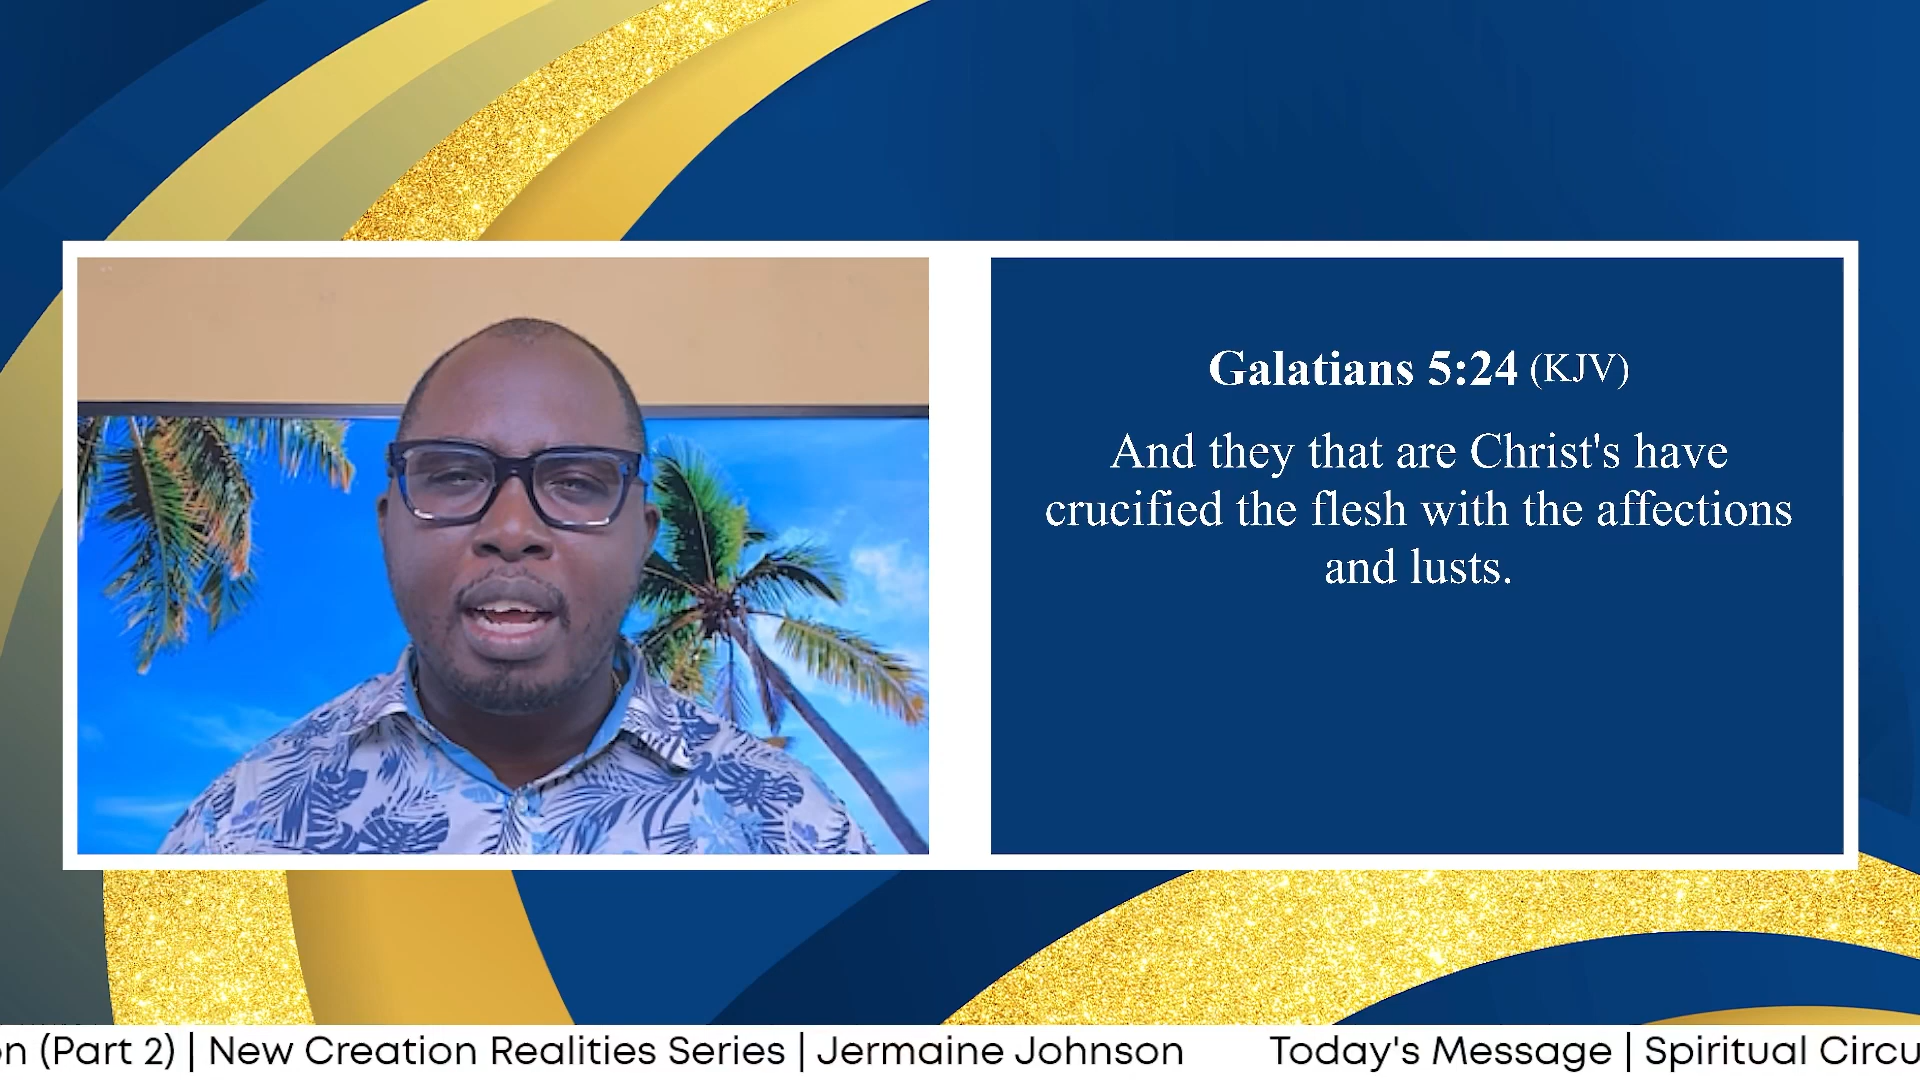 Galatians 5:24 (KJV)
And they that are Christ's have
crucified the flesh with the affections
and lusts.
(Part 2) | New Creation Realities Series | Jermaine Johnson Today's Message | Spiritual